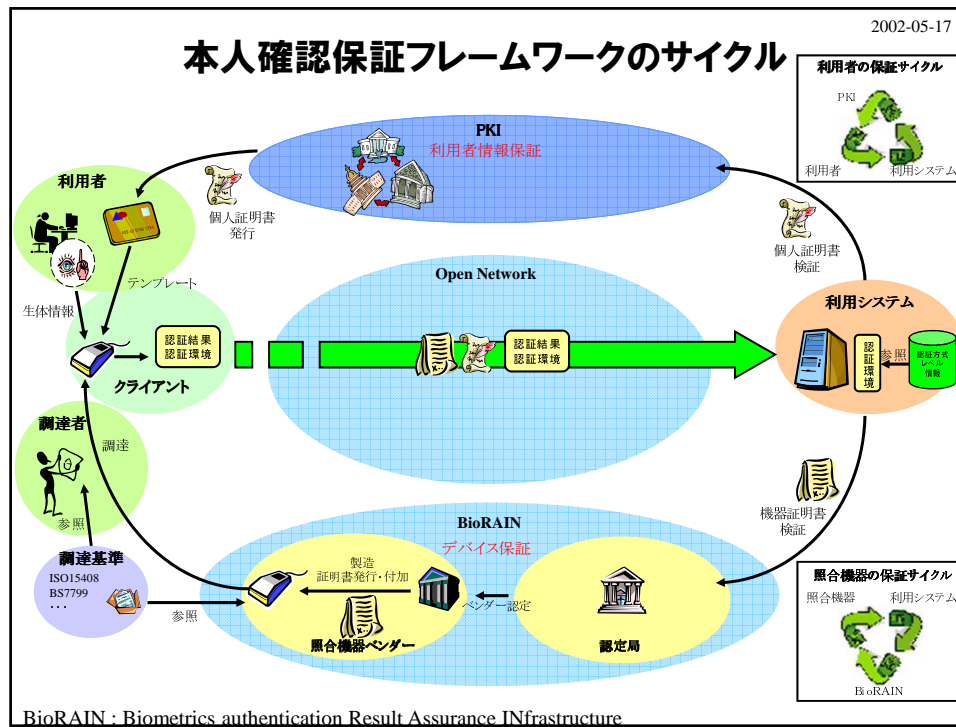 2002-05-17
本人確認保証フレームワークのサイクル
利用者の保証サイクル
PKI
利用者
利用システム
PKI
利用者情報保証
利用者
個人証明書
発行
個人証明書
検証
テンプレート
生体情報
Open Network
利用システム
認証結果
認証環境
認証結果
認証環境
認証環境
参照
認証方式
レベル
情報
クライアント
調達者
調達
参照
機器証明書
検証
BioRAIN
デバイス保証
調達基準
ISO15408
BS7799
・・・
参照
製造
証明書発行・付加
ベンダー認定
照合機器ベンダー
認定局
照合機器の保証サイクル
照合機器
利用システム
BioRAIN
BioRAIN : Biometrics authentication Result Assurance INfrastructure